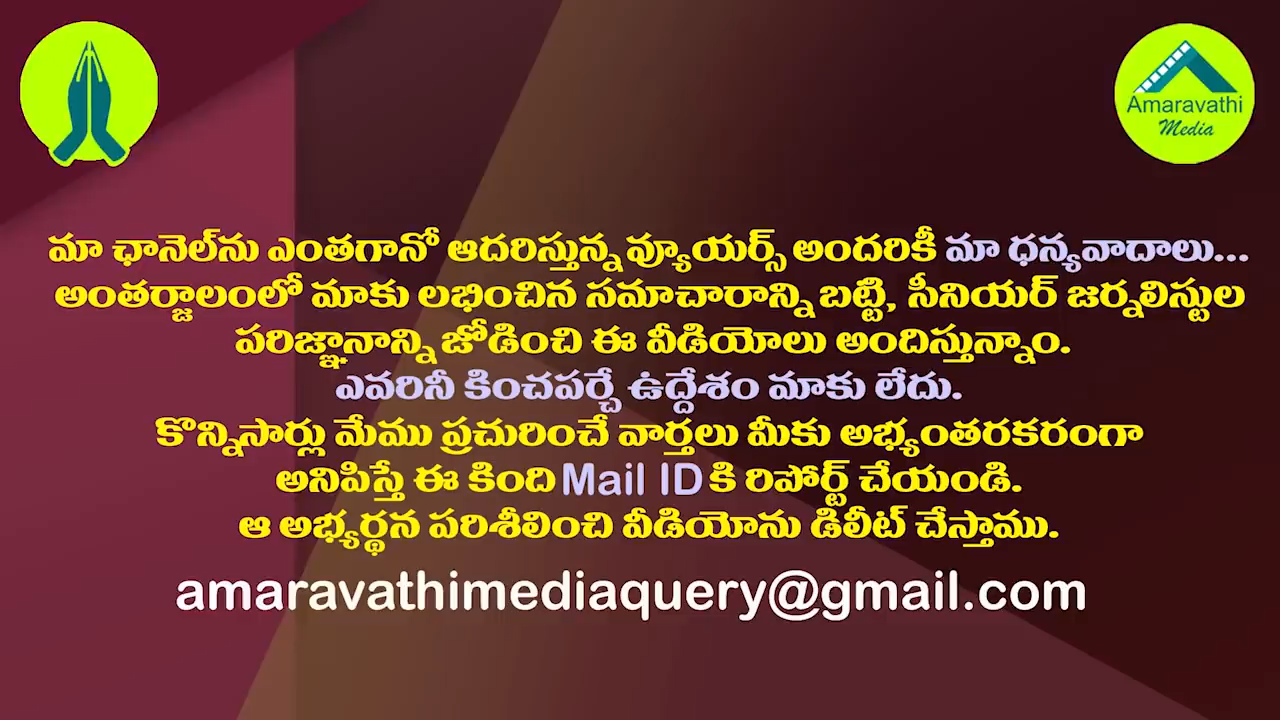 Amaravathi
Media
మా ఛానెల్‌ను ఎంతగానో ఆదరిస్తున్న వ్యూయర్స్ అందరికీ మా ధన్యవాదాలు...
అంతర్జాలంలో మాకు లభించిన సమాచారాన్ని బట్టి, సీనియర్ జర్నలిస్టుల
పరిజ్ఞానాన్ని జోడించి ఈ వీడియోలు అందిస్తున్నాం.
ఎవరినీ కించపర్చే ఉద్దేశం మాకు లేదు.
కొన్నిసార్లు మేము ప్రచురించే వార్తలు మీకు అభ్యంతరకరంగా
అనిపిస్తే ఈ కింది Mail ID కి రిపోర్ట్ చేయండి.
ఆ అభ్యర్థన పరిశీలించి వీడియోను డిలీట్ చేస్తాము.
amaravathimediaquery@gmail.com